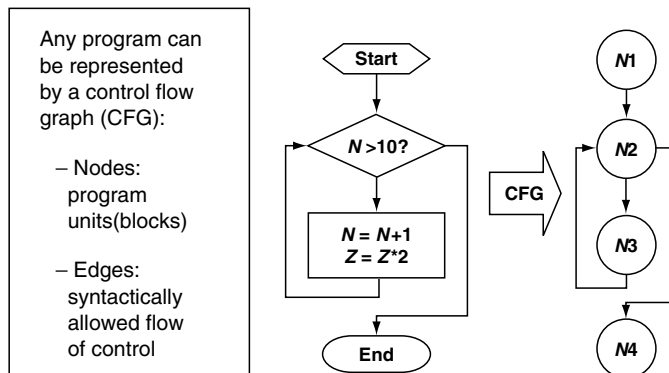 Any program can
be represented
by a control flow
graph (CFG):
– Nodes:
program
units(blocks)
– Edges:
syntactically
allowed flow
of control
Start
N >10?
N = N+1
Z = Z*2
End
CFG
N1
N2
N3
N4